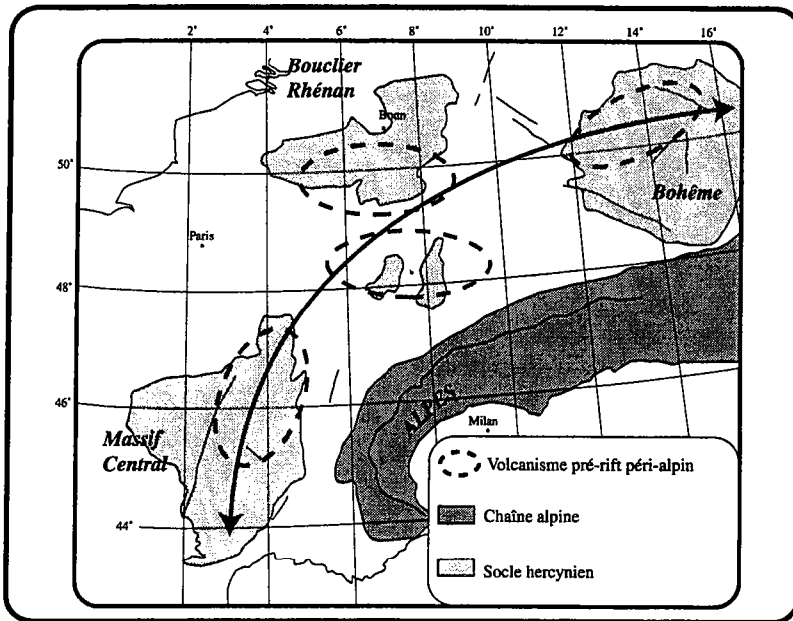 2° 4° 6° 8° 10° 12° 14° 16°
Bouclier
Rhénan
Bonn
50°
Bohême
Paris
48°
46°
ALPES
Milan
Massif
Central
44°
Volcanisme pré-rift péri-alpin
Chaîne alpine
Socle hercynien